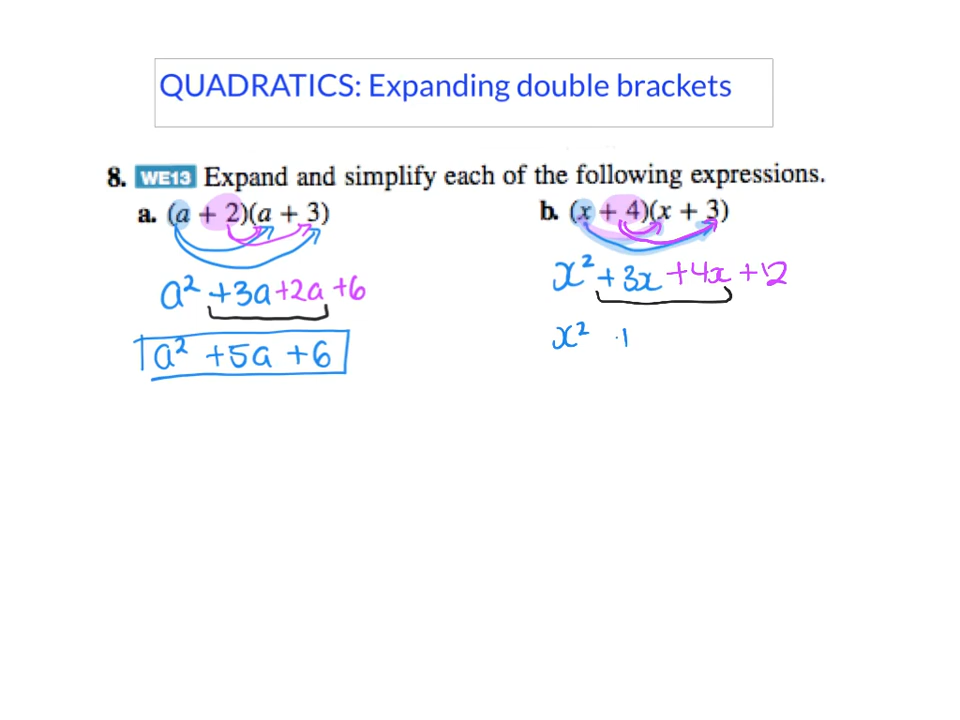 QUADRATICS: Expanding double brackets
8. WE13 Expand and simplify each of the following expressions.
a. (a + 2)(a + 3)
b. (x + 4)(x + 3)
a² +3a +2a +6
x² + 3x +4x +12
a² +5a +6
x²